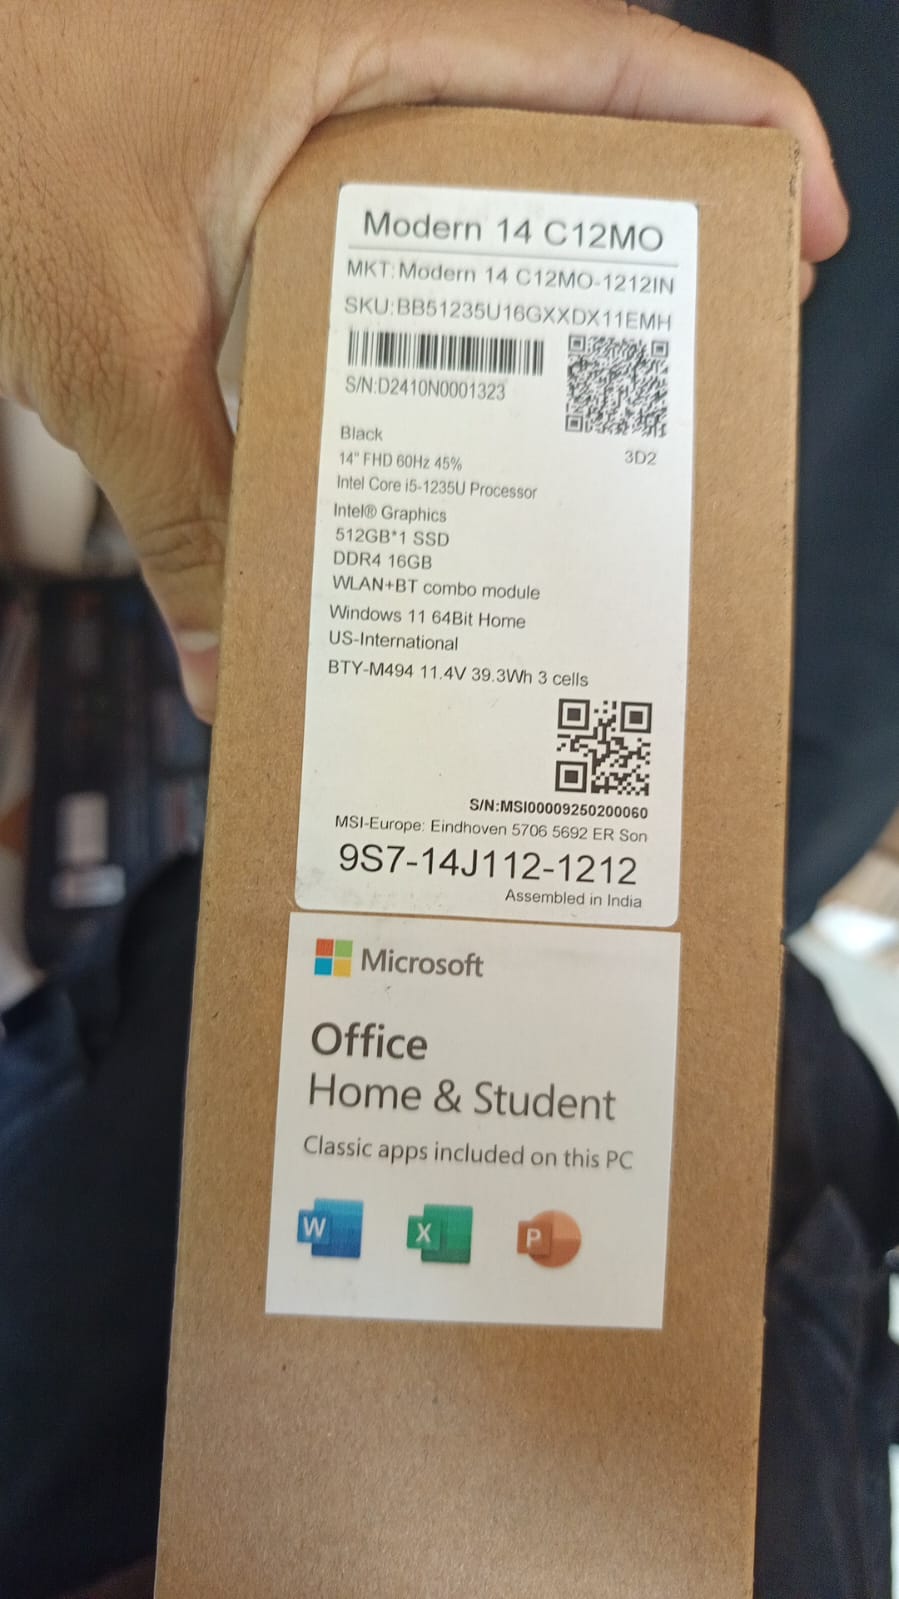 Modern 14 C12MO
MKT:Modern 14 C12MO-1212IN
SKU:BB51235U16GXXDX11EMH
S/N:D2410N0001323
3D2
Black
14" FHD 60Hz 45%
Intel Core i5-1235U Processor
Intel® Graphics
512GB*1 SSD
DDR4 16GB
WLAN+BT combo module
Windows 11 64Bit Home
US-International
BTY-M494 11.4V 39.3Wh 3 cells
S/N:MSI00009250200060
MSI-Europe: Eindhoven 5706 5692 ER Son
9S7-14J112-1212
Assembled in India
Microsoft
Office
Home & Student
Classic apps included on this PC
W X P